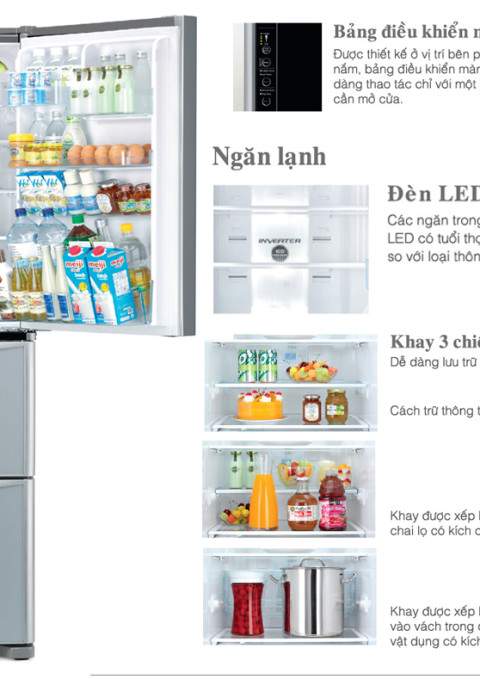 Bảng điều khiển
Được thiết kế ở vị trí bên
nấm, bảng điều khiển
dàng thao tác chỉ với một
cần mở cửa.
Ngăn lạnh
Đèn LED
Các ngăn trong
LED có tuổi thọ
so với loại thôn
INVERTER
Khay 3 chi
Dễ dàng lưu trữ
Cách trữ thông
Khay được xếp
chai lọ có kích
Khay được xếp
vào vách trong
vật dụng có kích
meiji
meiji